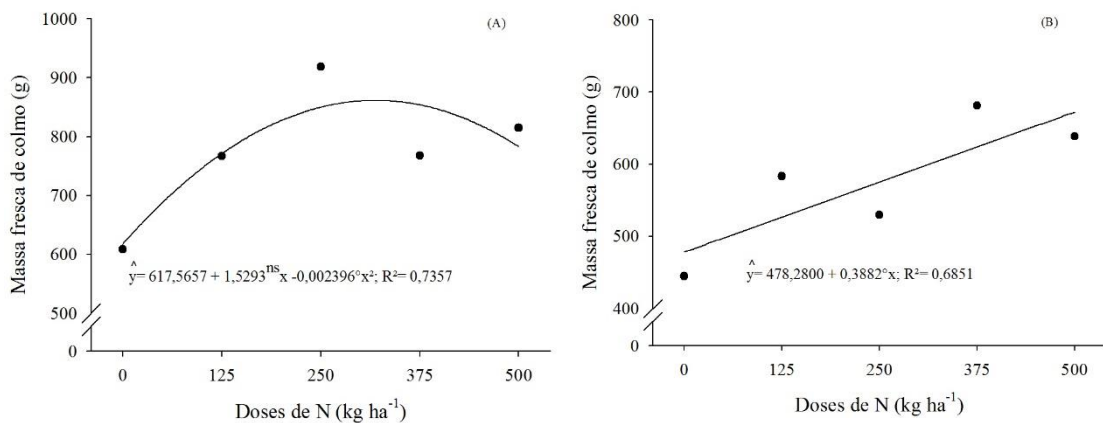 (A)
Massa fresca de colmo (g)
1000
900
800
700
600
500
0
ŷ= 617,5657 + 1,5293ⁿˢx -0,002396°x²; R²= 0,7357
0 125 250 375 500
Doses de N (kg ha⁻¹)
(B)
Massa fresca de colmo (g)
800
700
600
500
400
0
ŷ= 478,2800 + 0,3882°x; R²= 0,6851
0 125 250 375 500
Doses de N (kg ha⁻¹)